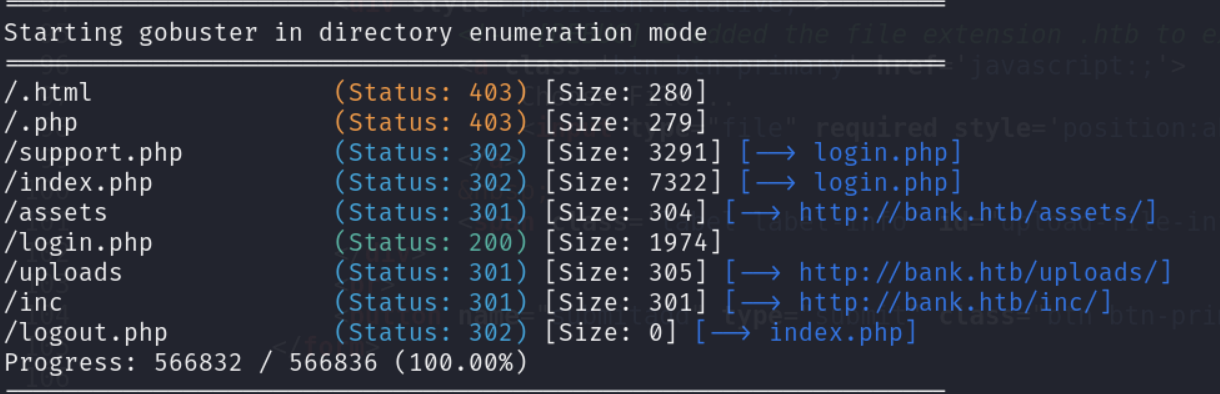 Starting gobuster in directory enumeration mode
/.html (Status: 403) [Size: 280]
/.php (Status: 403) [Size: 279]
/support.php (Status: 302) [Size: 3291] [--> login.php]
/index.php (Status: 302) [Size: 7322] [--> login.php]
/assets (Status: 301) [Size: 304] [--> http://bank.htb/assets/]
/login.php (Status: 200) [Size: 1974]
/uploads (Status: 301) [Size: 305] [--> http://bank.htb/uploads/]
/inc (Status: 301) [Size: 301] [--> http://bank.htb/inc/]
/logout.php (Status: 302) [Size: 0] [--> index.php]
Progress: 566832 / 566836 (100.00%)